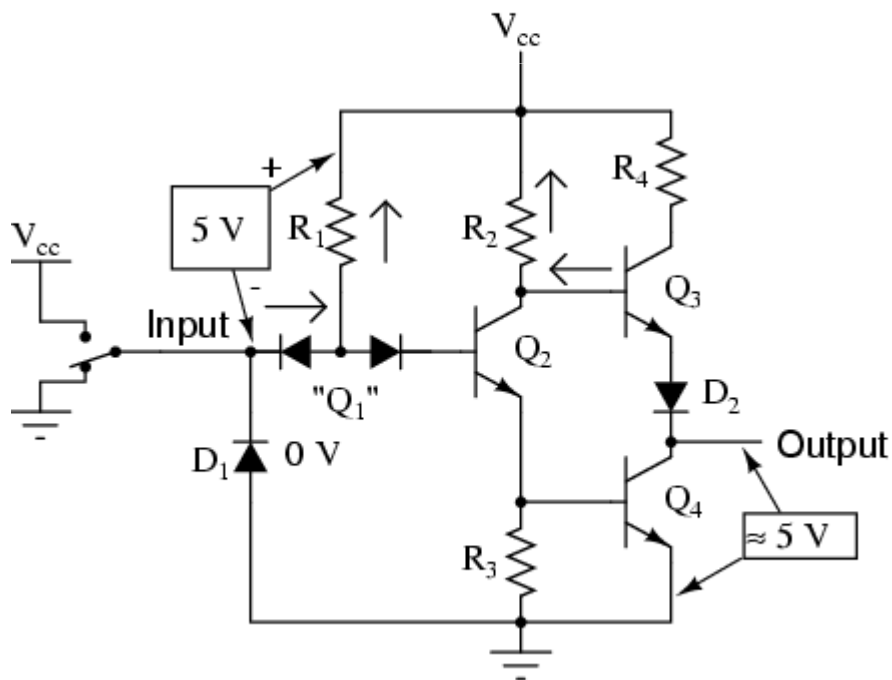 Vcc
+
5 V
R1
R2
R4
Vcc
-
Input
Q3
Q2
"Q1"
D2
D1
0 V
Output
Q4
≈ 5 V
R3